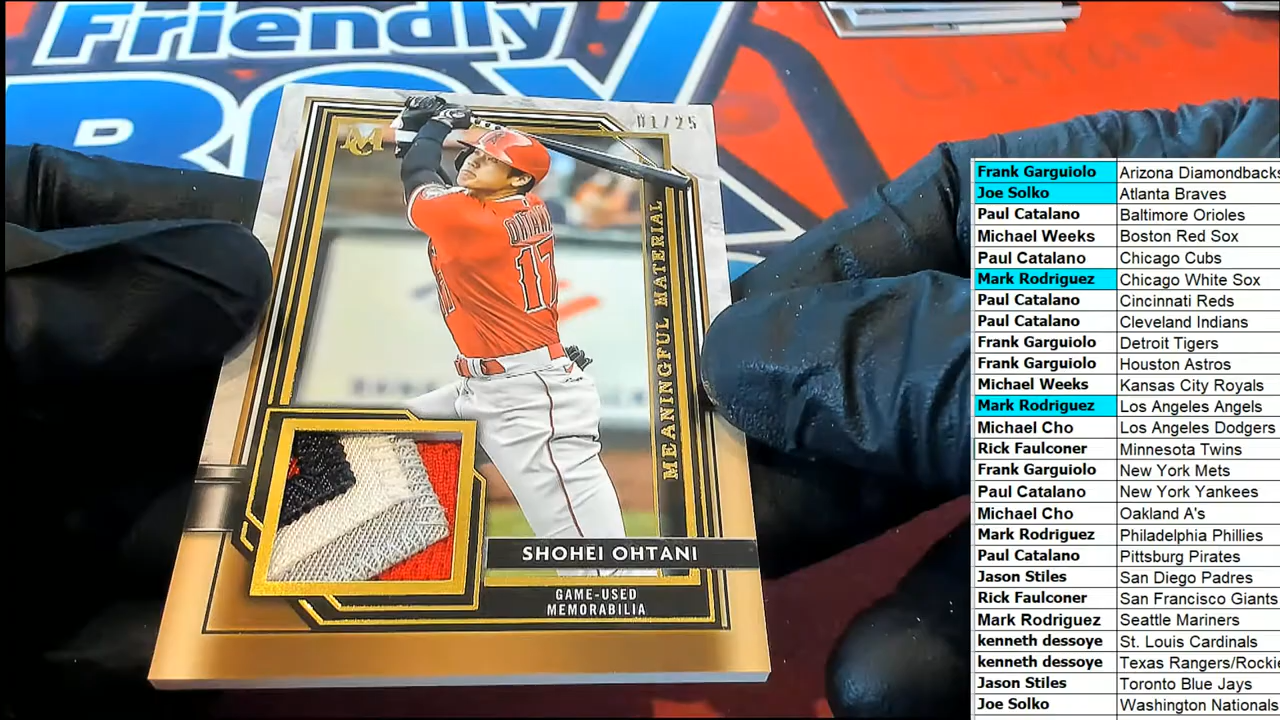 Friendly
BOX
01/25
MC
OHTANI
17
MEANINGFUL MATERIAL
SHOHEI OHTANI
GAME-USED
MEMORABILIA
Frank Garguiolo Arizona Diamondbacks
Joe Solko Atlanta Braves
Paul Catalano Baltimore Orioles
Michael Weeks Boston Red Sox
Paul Catalano Chicago Cubs
Mark Rodriguez Chicago White Sox
Paul Catalano Cincinnati Reds
Paul Catalano Cleveland Indians
Frank Garguiolo Detroit Tigers
Frank Garguiolo Houston Astros
Michael Weeks Kansas City Royals
Mark Rodriguez Los Angeles Angels
Michael Cho Los Angeles Dodgers
Rick Faulconer Minnesota Twins
Frank Garguiolo New York Mets
Paul Catalano New York Yankees
Michael Cho Oakland A's
Mark Rodriguez Philadelphia Phillies
Paul Catalano Pittsburg Pirates
Jason Stiles San Diego Padres
Rick Faulconer San Francisco Giants
Mark Rodriguez Seattle Mariners
kenneth dessoye St. Louis Cardinals
kenneth dessoye Texas Rangers/Rockie
Jason Stiles Toronto Blue Jays
Joe Solko Washington Nationals